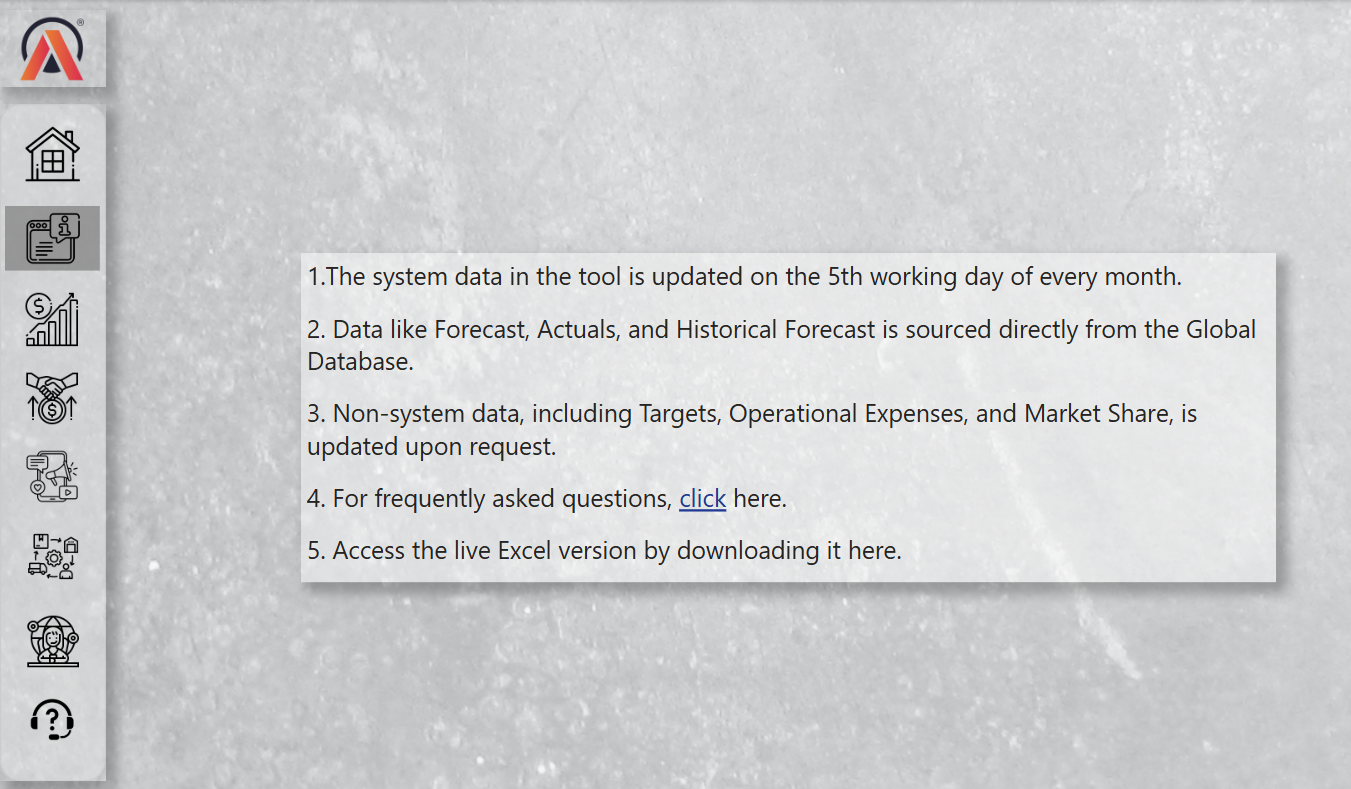 ®
1.The system data in the tool is updated on the 5th working day of every month.
2. Data like Forecast, Actuals, and Historical Forecast is sourced directly from the Global
Database.
3. Non-system data, including Targets, Operational Expenses, and Market Share, is
updated upon request.
4. For frequently asked questions, click here.
5. Access the live Excel version by downloading it here.